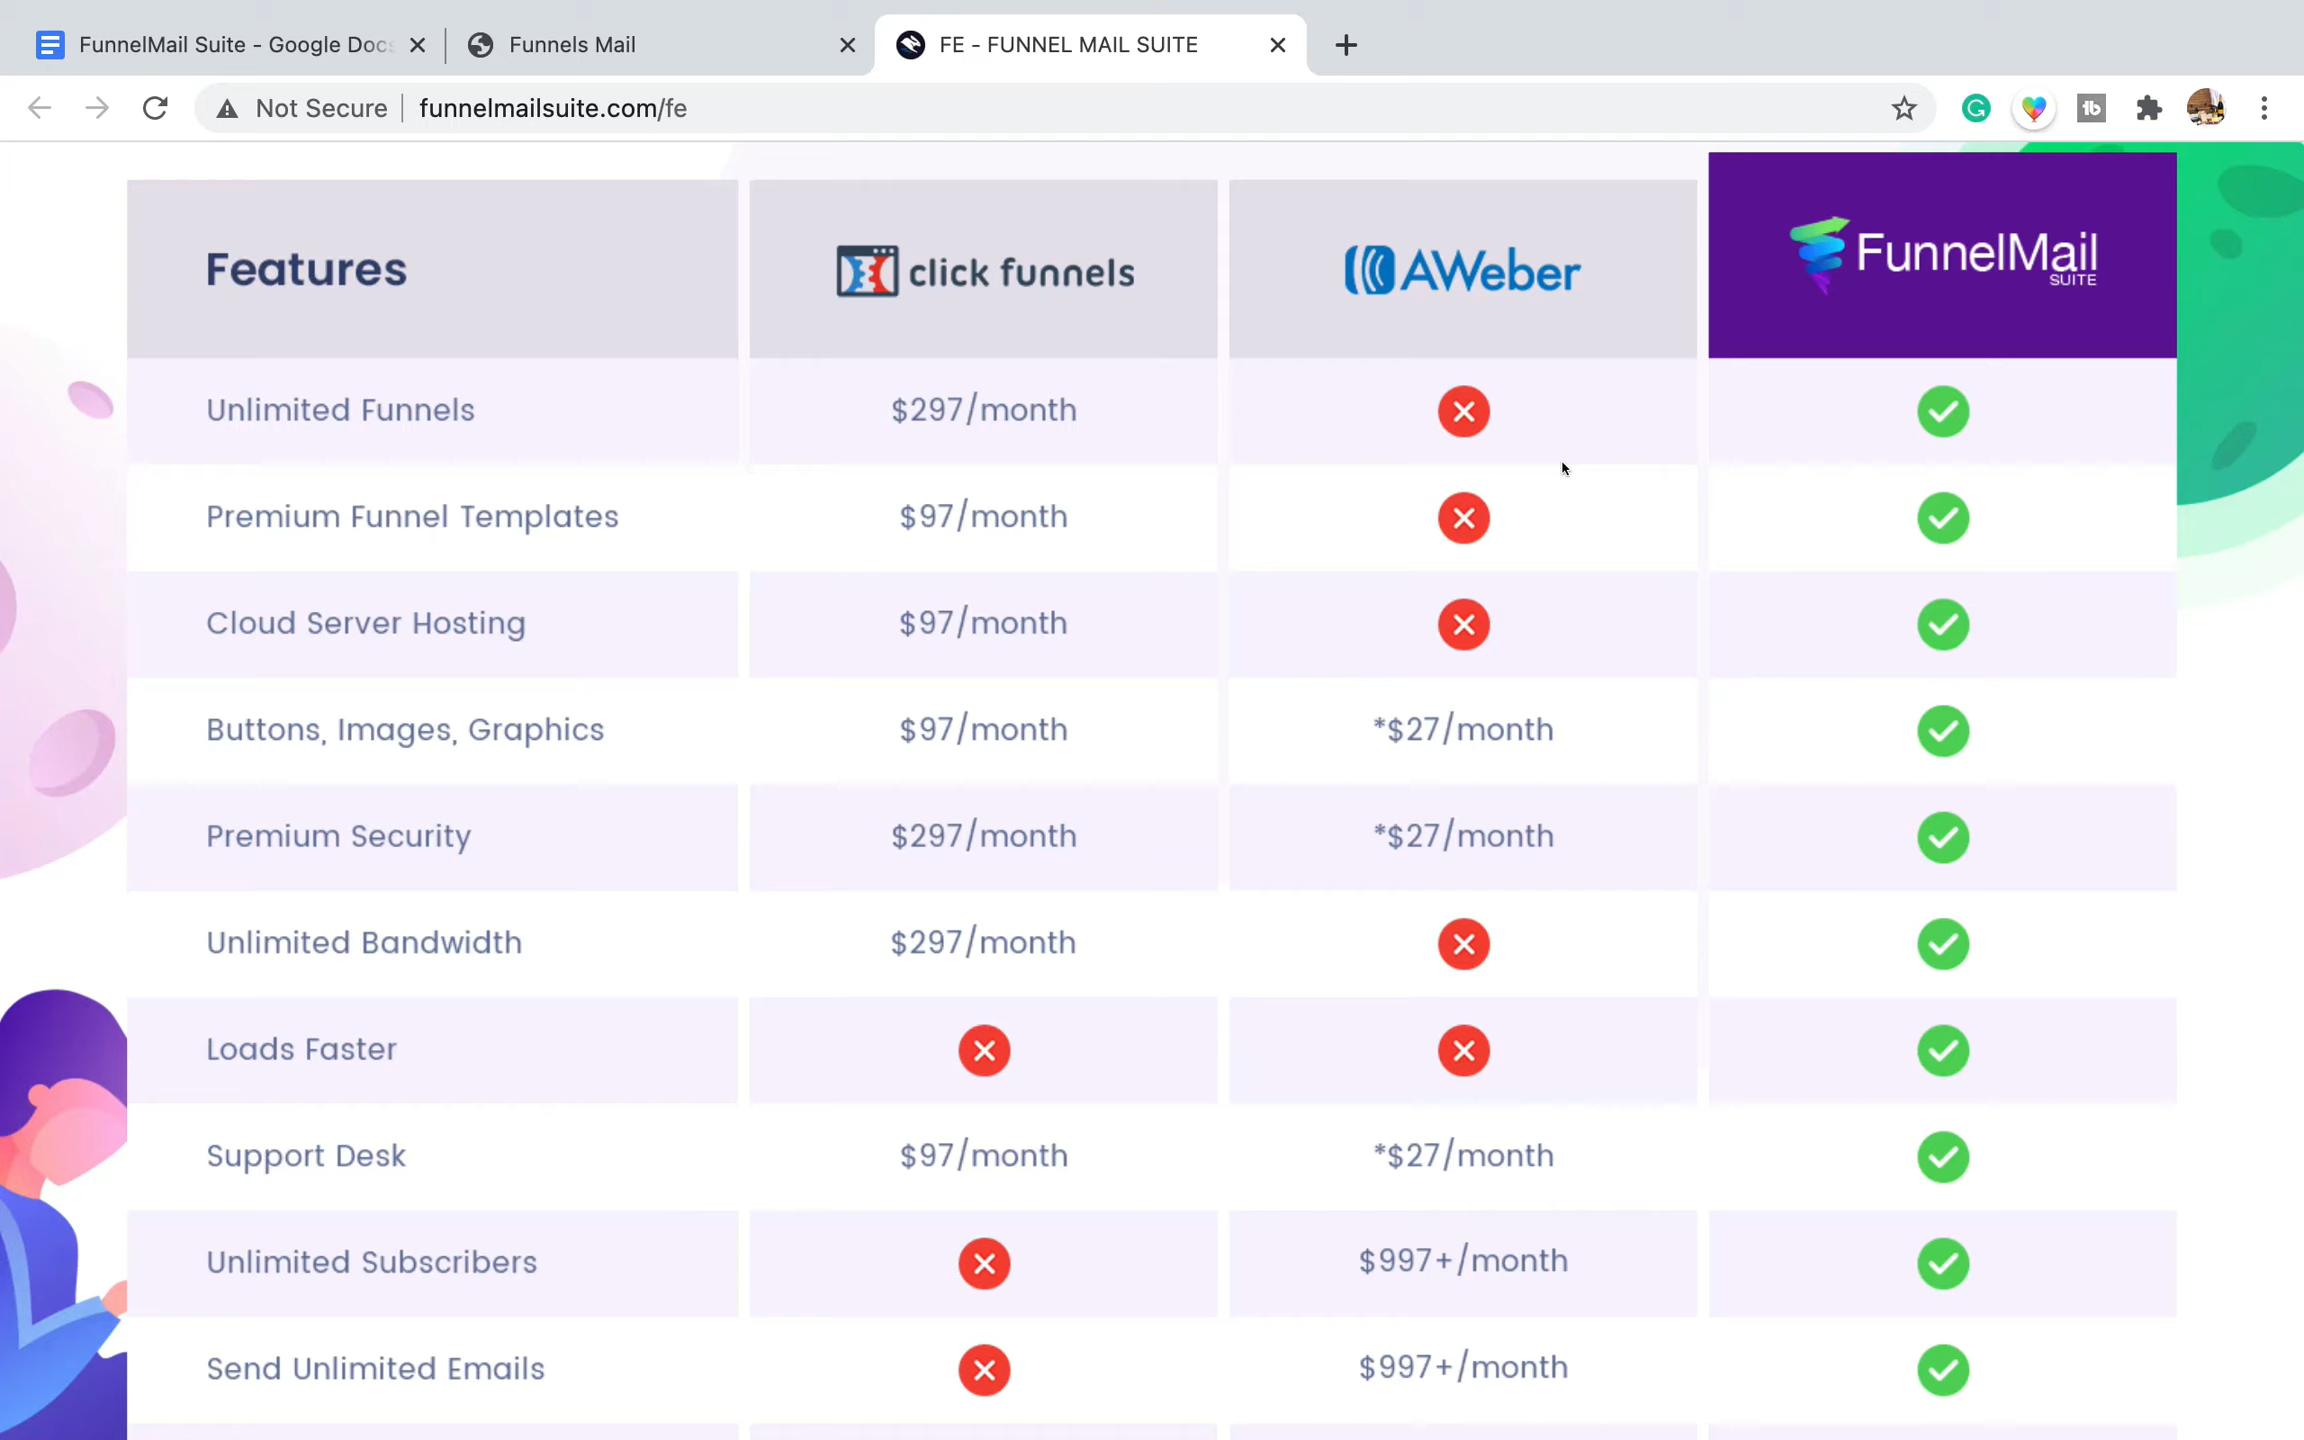 FunnelMail Suite - Google Docs
Funnels Mail
FE - FUNNEL MAIL SUITE
Not Secure
funnelmailsuite.com/fe
G
tb
Features
click funnels
AWeber
FunnelMail
SUITE
Unlimited Funnels $297/month
Premium Funnel Templates $97/month
Cloud Server Hosting $97/month
Buttons, Images, Graphics $97/month *$27/month
Premium Security $297/month *$27/month
Unlimited Bandwidth $297/month
Loads Faster
Support Desk $97/month *$27/month
Unlimited Subscribers $997+/month
Send Unlimited Emails $997+/month